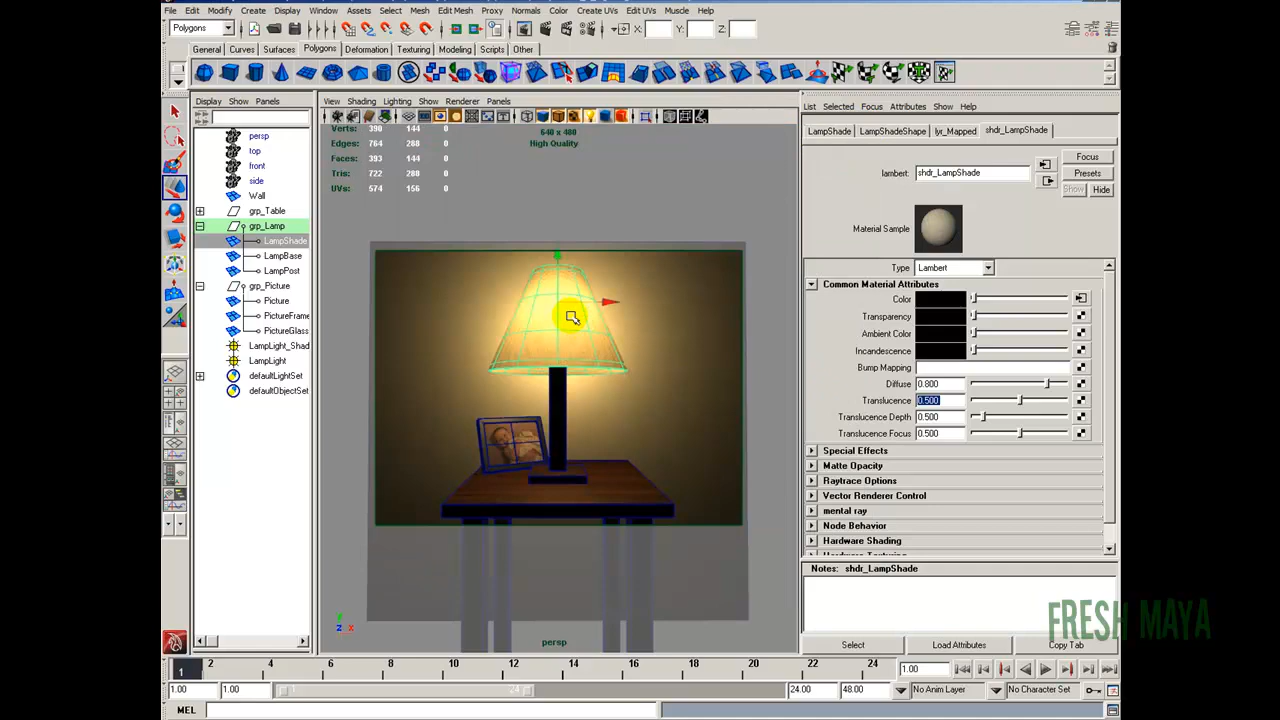 File Edit Modify Create Display Window Assets Select Mesh Edit Mesh Proxy Normals Color Create UVs Edit UVs Muscle Help
Polygons X: Y: Z:
General Curves Surfaces Polygons Deformation Texturing Modeling Scripts Other
Display Show Panels
persp
top
front
side
Wall
grp_Table
grp_Lamp
LampShade
LampBase
LampPost
grp_Picture
Picture
PictureFrame
PictureGlass
LampLight_Shad
LampLight
defaultLightSet
defaultObjectSet
View Shading Lighting Show Renderer Panels
Verts: 390 144 0
Edges: 764 288 0
Faces: 393 144 0
Tris: 722 288 0
UVs: 574 156 0
640 x 480
High Quality
persp
List Selected Focus Attributes Show Help
LampShade LampShadeShape lyr_Mapped shdr_LampShade
lambert: shdr_LampShade
Focus
Presets
Show Hide
Material Sample
Type Lambert
Common Material Attributes
Color
Transparency
Ambient Color
Incandescence
Bump Mapping
Diffuse 0.800
Translucence 0.500
Translucence Depth 0.500
Translucence Focus 0.500
Special Effects
Matte Opacity
Raytrace Options
Vector Renderer Control
mental ray
Node Behavior
Hardware Shading
Hardware Texturing
Notes: shdr_LampShade
Select Load Attributes Copy Tab
FRESH MAYA
1 2 4 6 8 10 12 14 16 18 20 22 24 1.00
1.00 1.00 24 24.00 48.00 No Anim Layer No Character Set
MEL